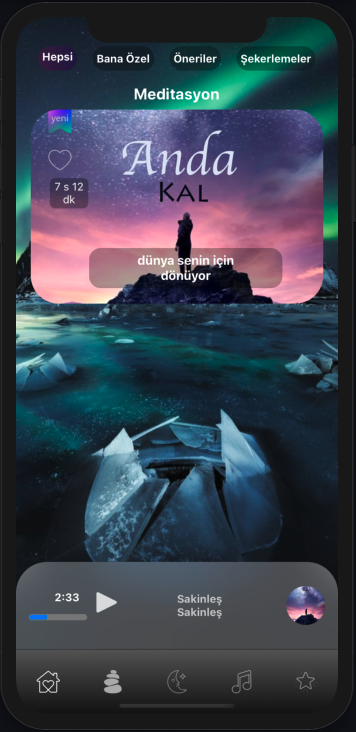 Hepsi
Bana Özel
Öneriler
Şekerlemeler
Meditasyon
yeni
Anda
KAL
7 s 12
dk
dünya senin için
dönüyor
2:33
Sakinleş
Sakinleş